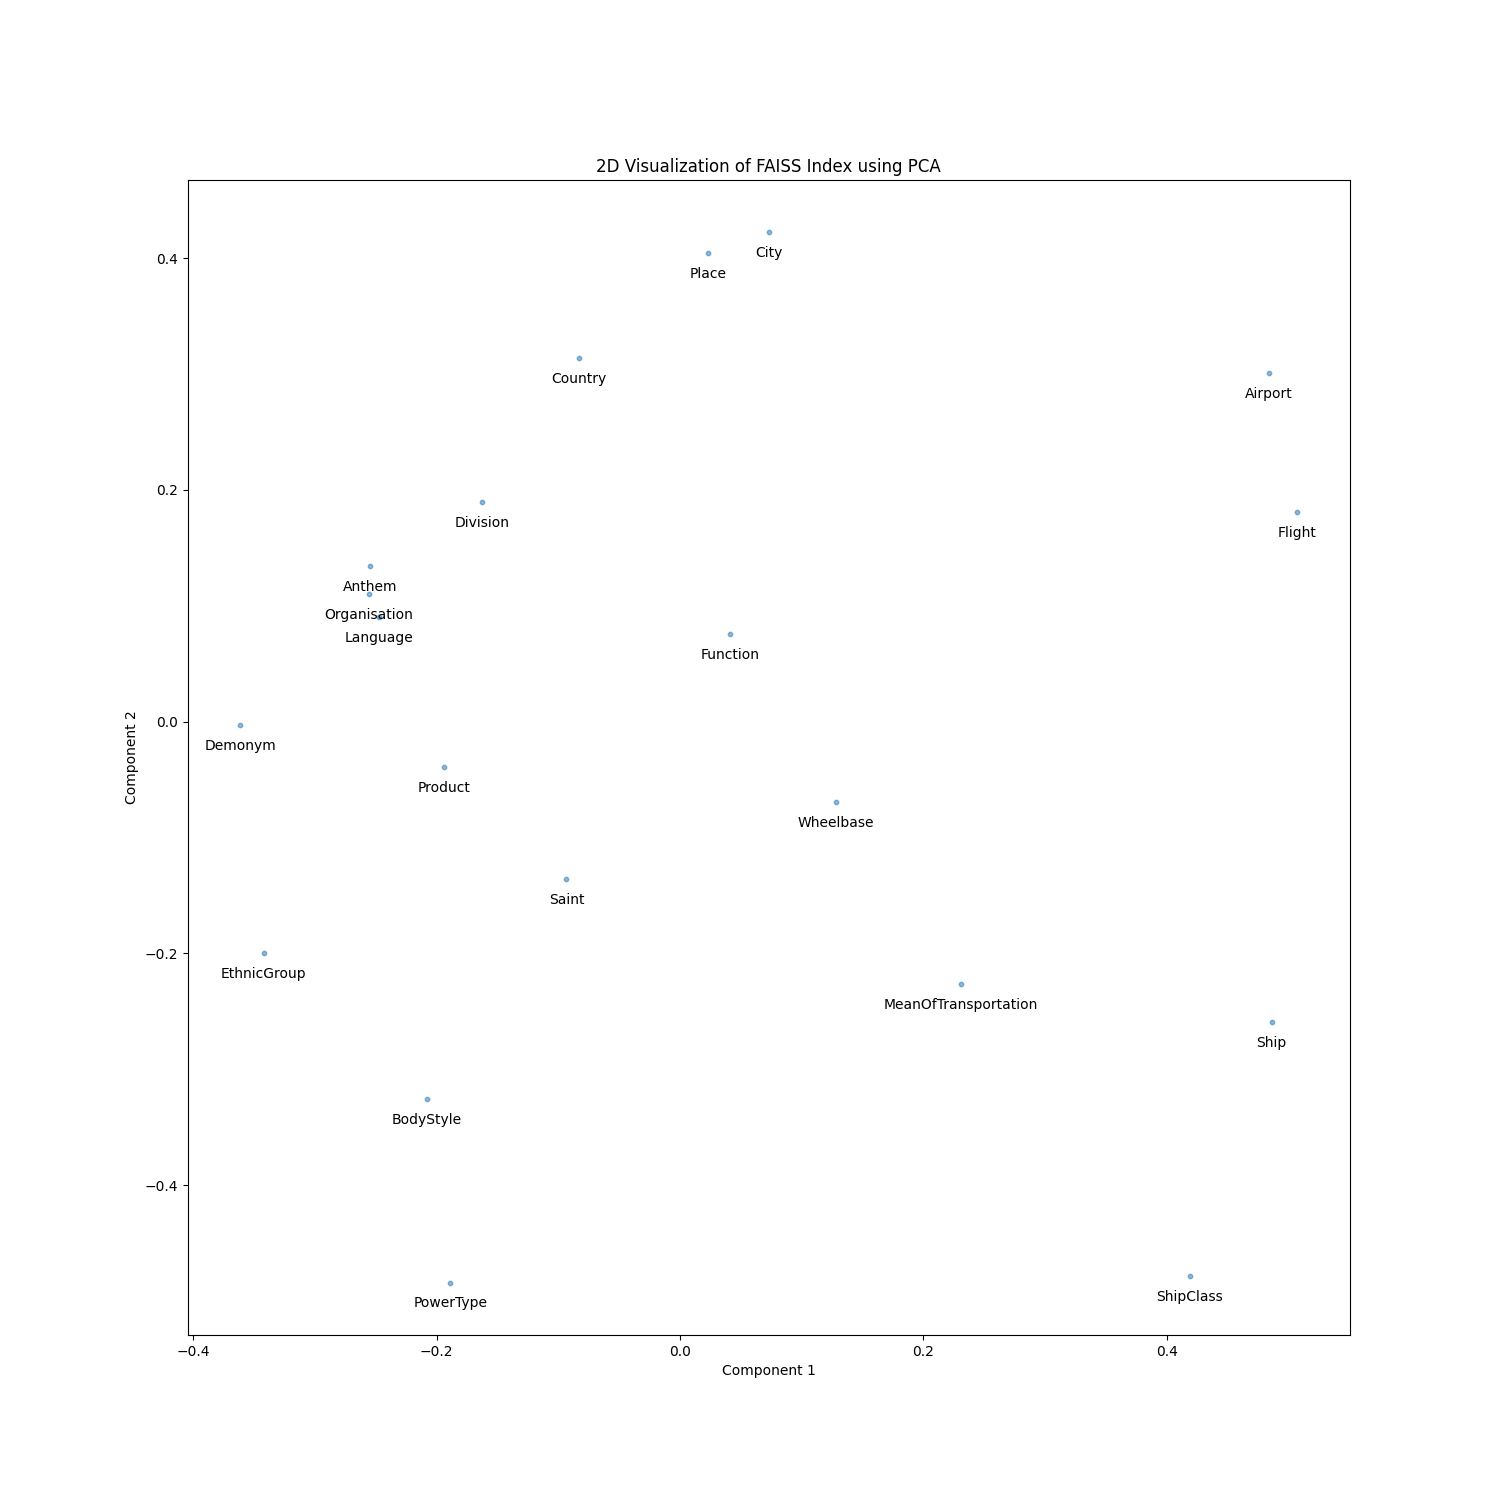 2D Visualization of FAISS Index using PCA
City
Place
Country
Airport
Division
Flight
Anthem
Organisation
Language
Function
Demonym
Product
Wheelbase
Saint
EthnicGroup
MeanOfTransportation
Ship
BodyStyle
PowerType
ShipClass
0.4
0.2
0.0
−0.2
−0.4
Component 2
−0.4 −0.2 0.0 0.2 0.4
Component 1